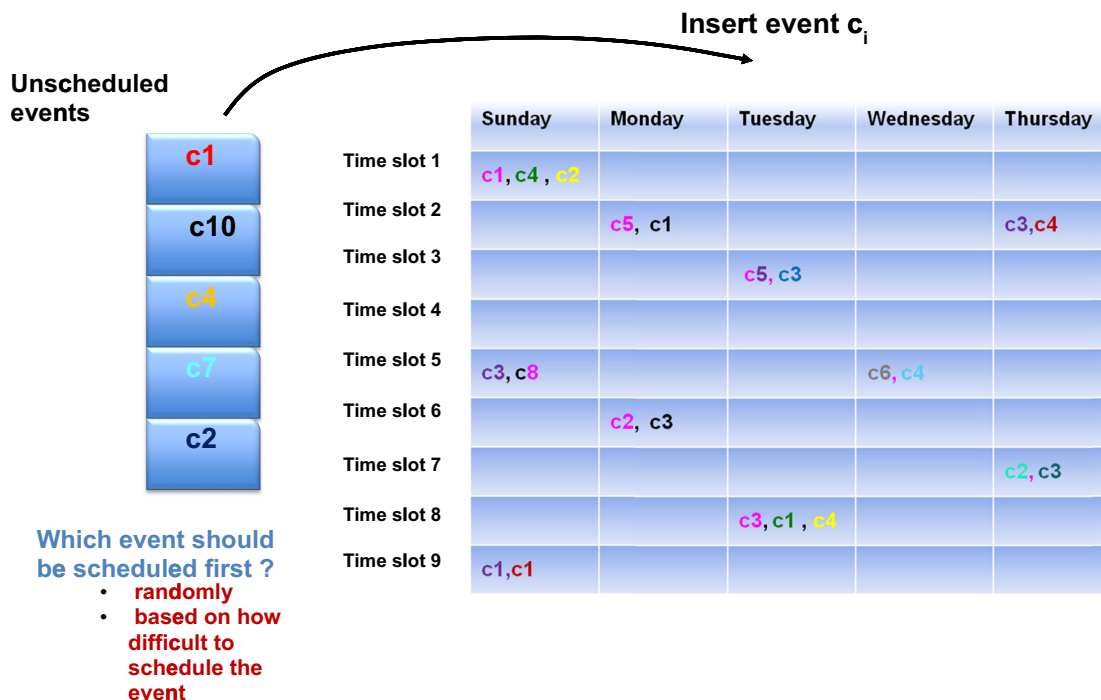 Insert event ci
Unscheduled
events
c1
c10
c4
c7
c2
Which event should
be scheduled first ?
• randomly
• based on how
difficult to
schedule the
event
Sunday Monday Tuesday Wednesday Thursday
Time slot 1 c1, c4 , c2
Time slot 2 c5, c1 c3,c4
Time slot 3 c5, c3
Time slot 4
Time slot 5 c3, c8 c6, c4
Time slot 6 c2, c3
Time slot 7 c2, c3
Time slot 8 c3, c1 , c4
Time slot 9 c1,c1